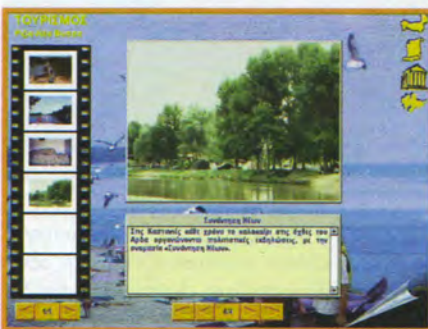 ΤΟΥΡΙΣΜΟΣ
Συνάντηση Νέων
Στις Καστανιές κάθε χρόνο το καλοκαίρι στις όχθες του
Άρδα οργανώνονται πολιτιστικές εκδηλώσεις, με την
ονομασία «Συνάντηση Νέων».